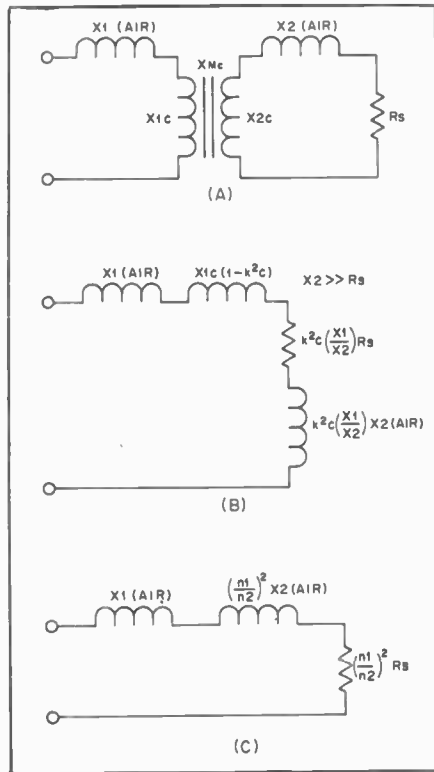 X1 (AIR)
X2 (AIR)
XMc
X1C
X2C
Rs
(A)
X1 (AIR)
X1C (1-k²C)
X2 >> Rs
k²C(X1/X2)Rs
k²C(X1/X2) X2 (AIR)
(B)
X1 (AIR)
(n1/n2)² X2 (AIR)
(n1/n2)² Rs
(C)